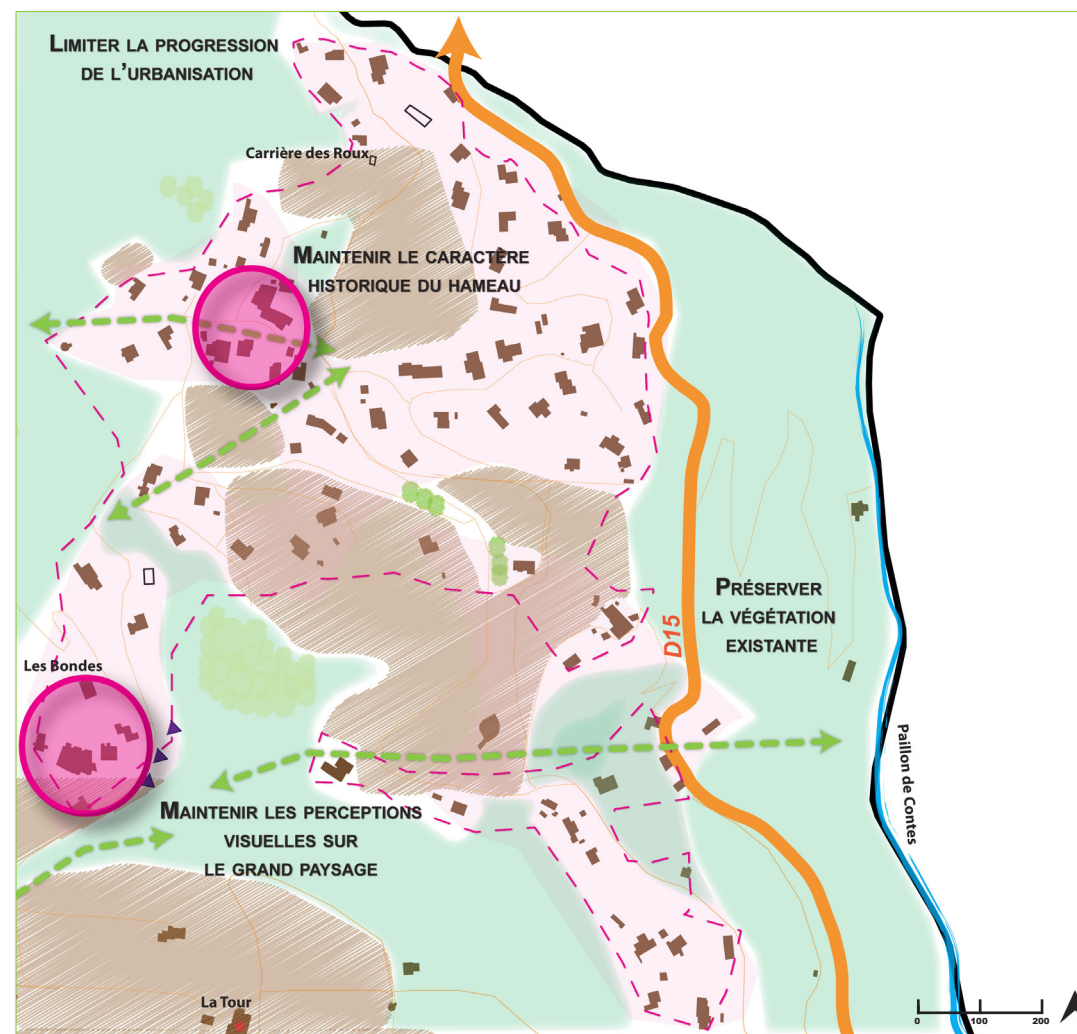 LIMITER LA PROGRESSION
DE L'URBANISATION
Carrière des Roux
MAINTENIR LE CARACTÈRE
HISTORIQUE DU HAMEAU
PRÉSERVER
LA VÉGÉTATION
EXISTANTE
D15
Les Bondes
Paillon de Contes
MAINTENIR LES PERCEPTIONS
VISUELLES SUR
LE GRAND PAYSAGE
La Tour
0 100 200